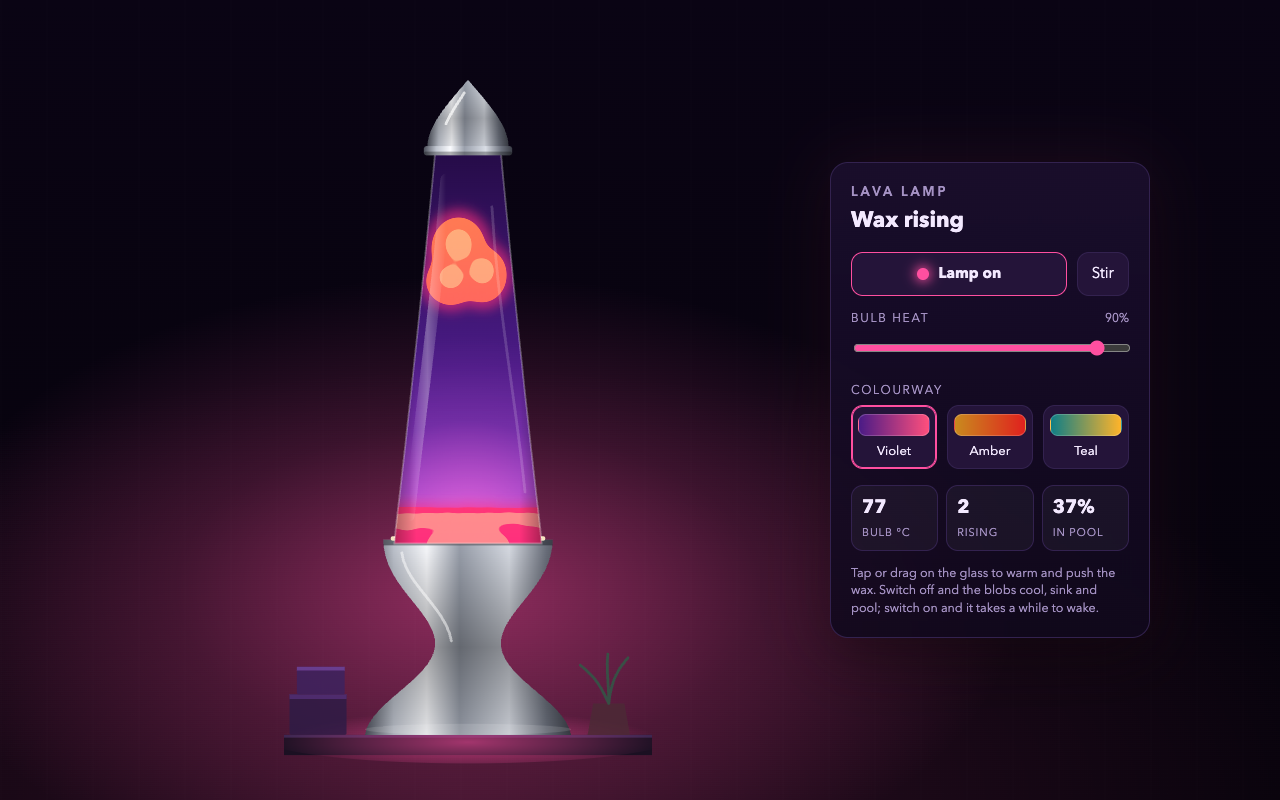 LAVA LAMP
Wax rising
Lamp on
Stir
BULB HEAT
90%
COLOURWAY
Violet
Amber
Teal
77
BULB °C
2
RISING
37%
IN POOL
Tap or drag on the glass to warm and push the
wax. Switch off and the blobs cool, sink and
pool; switch on and it takes a while to wake.